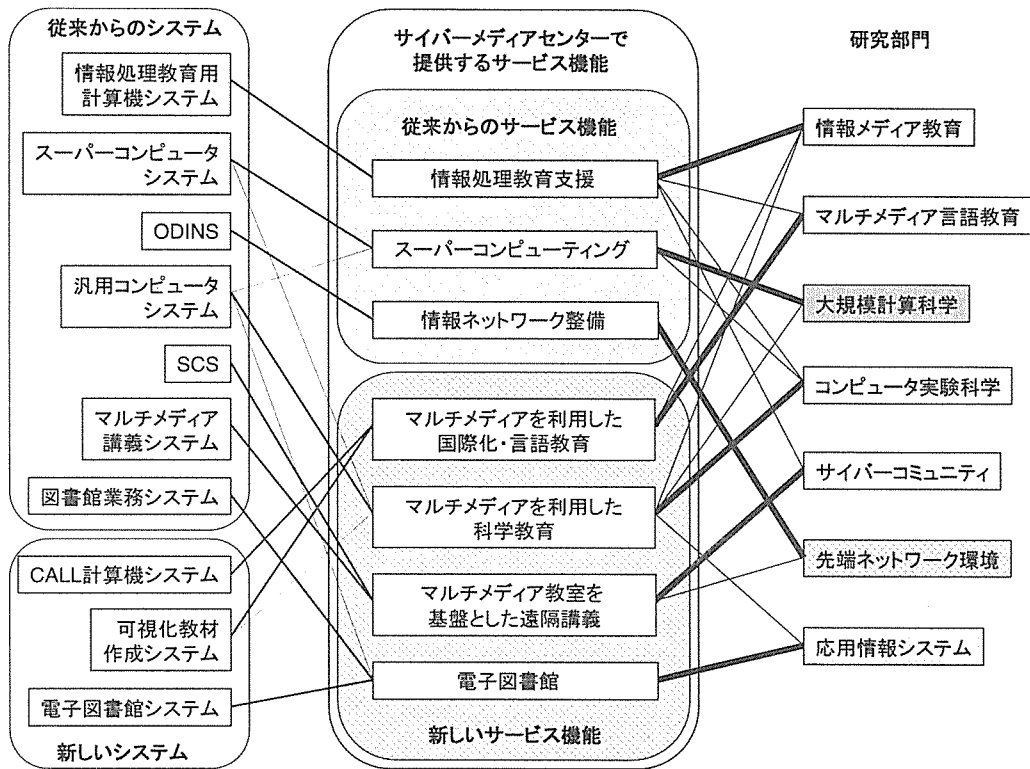 従来からのシステム
情報処理教育用
計算機システム
スーパーコンピュータ
システム
ODINS
汎用コンピュータ
システム
SCS
マルチメディア
講義システム
図書館業務システム
CALL計算機システム
可視化教材
作成システム
電子図書館システム
新しいシステム
サイバーメディアセンターで
提供するサービス機能
従来からのサービス機能
情報処理教育支援
スーパーコンピューティング
情報ネットワーク整備
マルチメディアを利用した
国際化・言語教育
マルチメディアを利用した
科学教育
マルチメディア教室を
基盤とした遠隔講義
電子図書館
新しいサービス機能
研究部門
情報メディア教育
マルチメディア言語教育
大規模計算科学
コンピュータ実験科学
サイバーコミュニティ
先端ネットワーク環境
応用情報システム